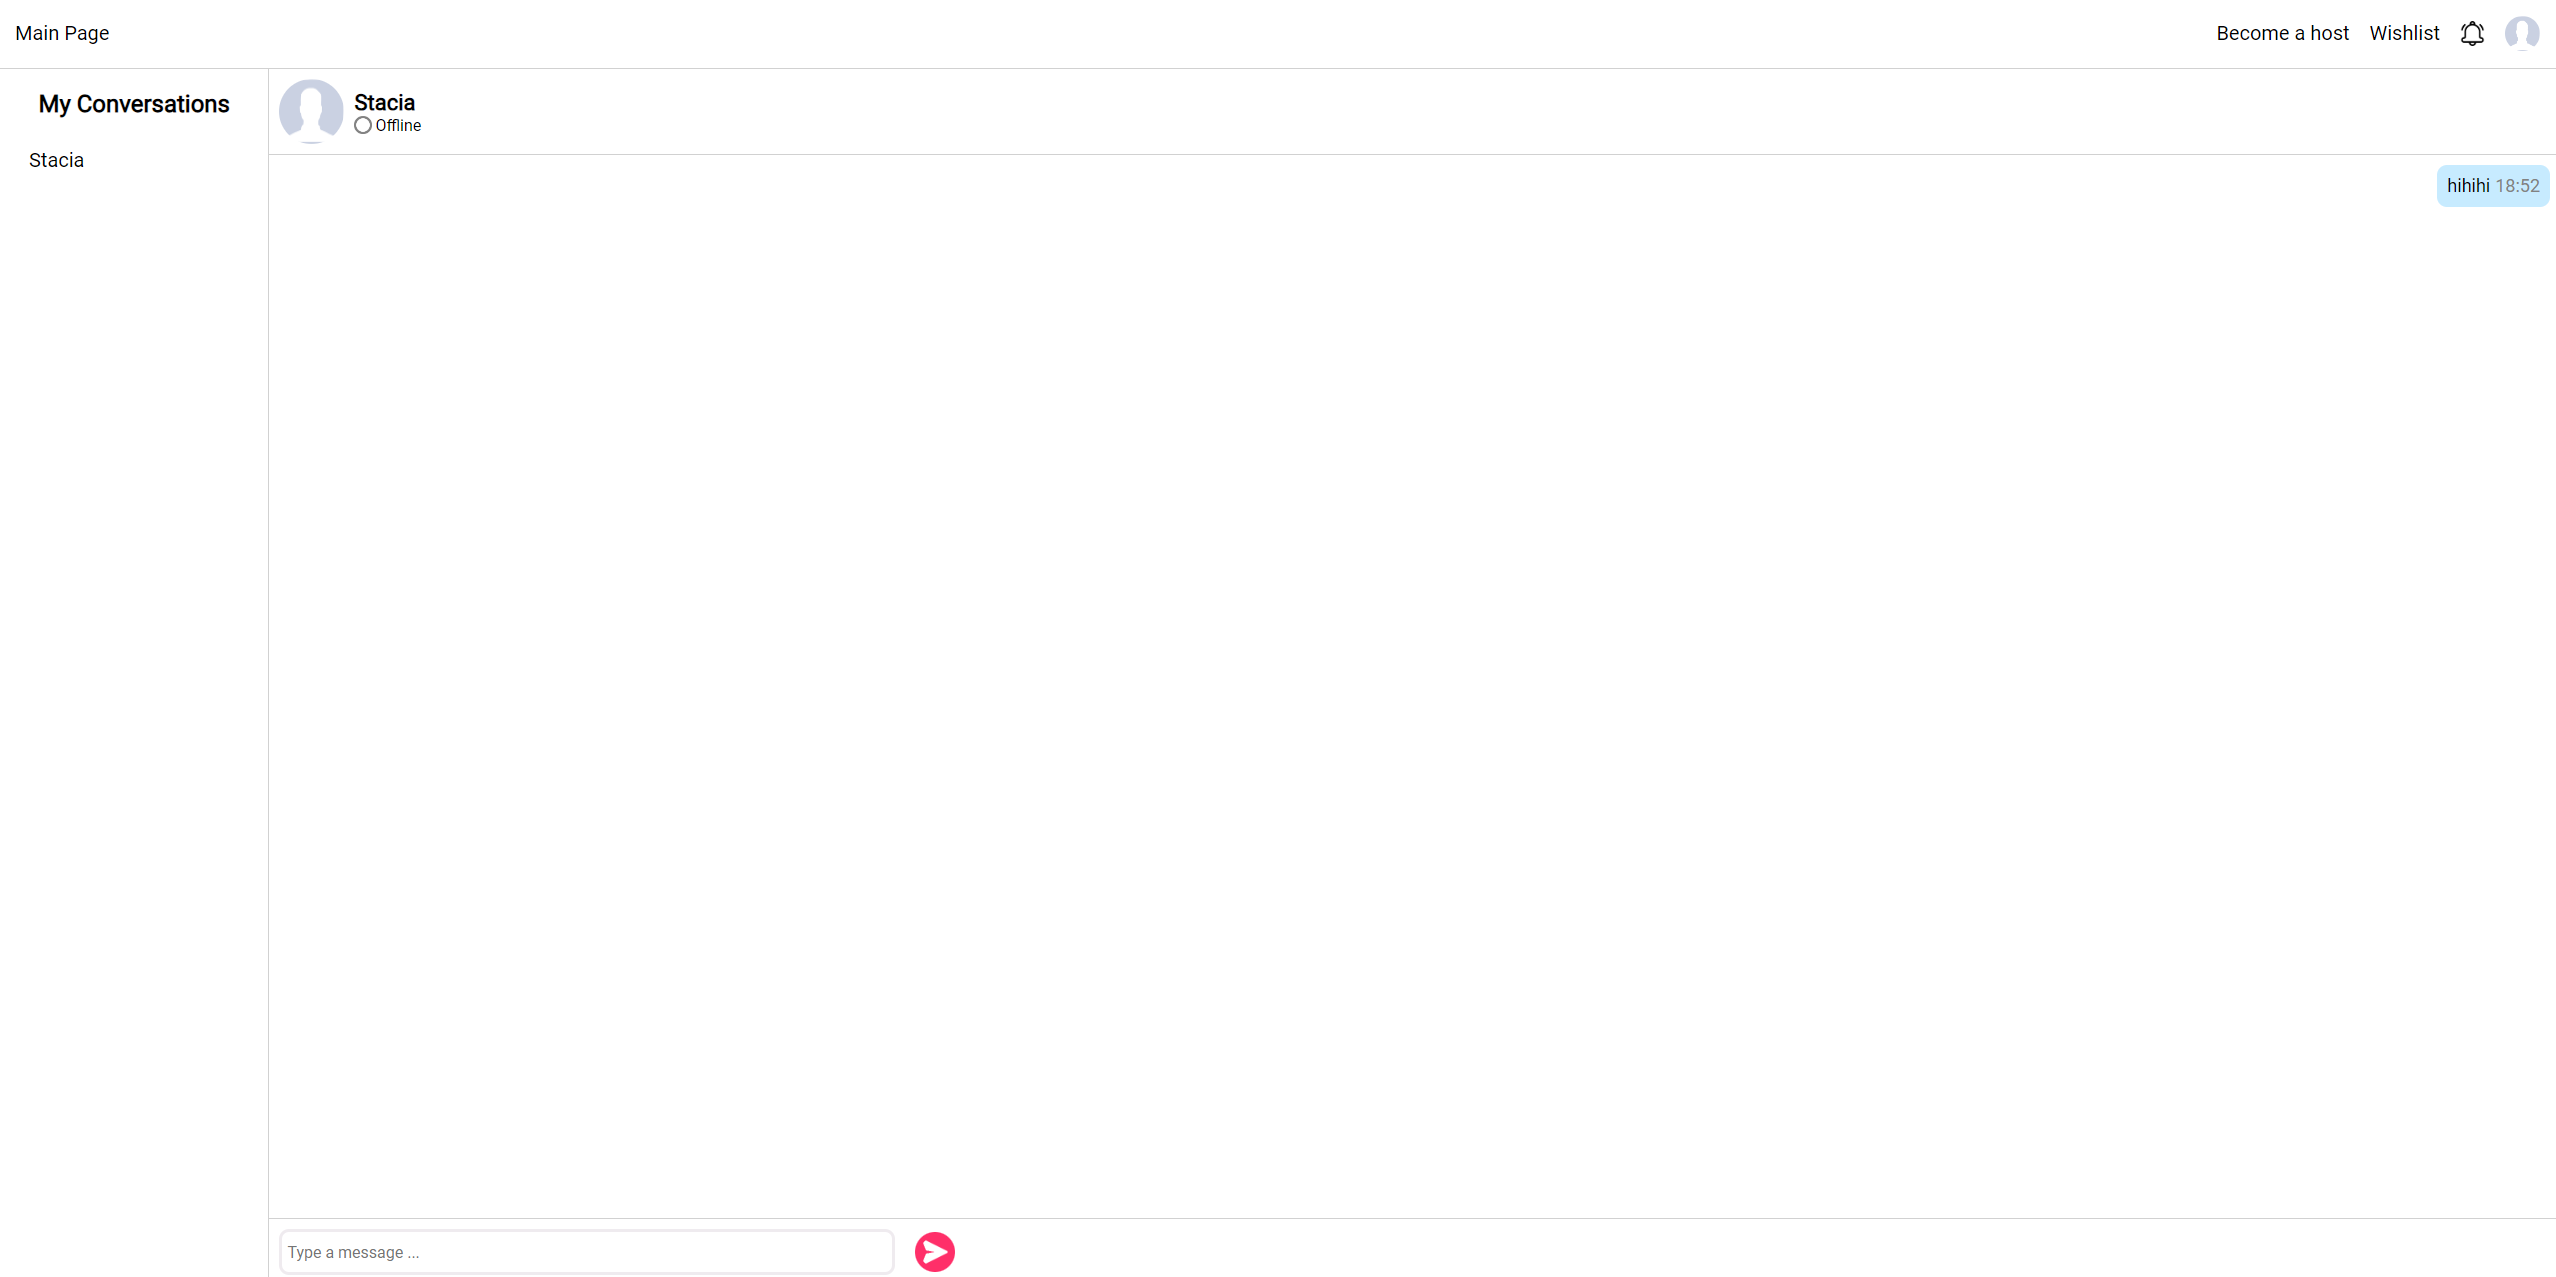 Main Page
Become a host Wishlist
My Conversations
Stacia
Stacia
Offline
hihihi 18:52
Type a message ...